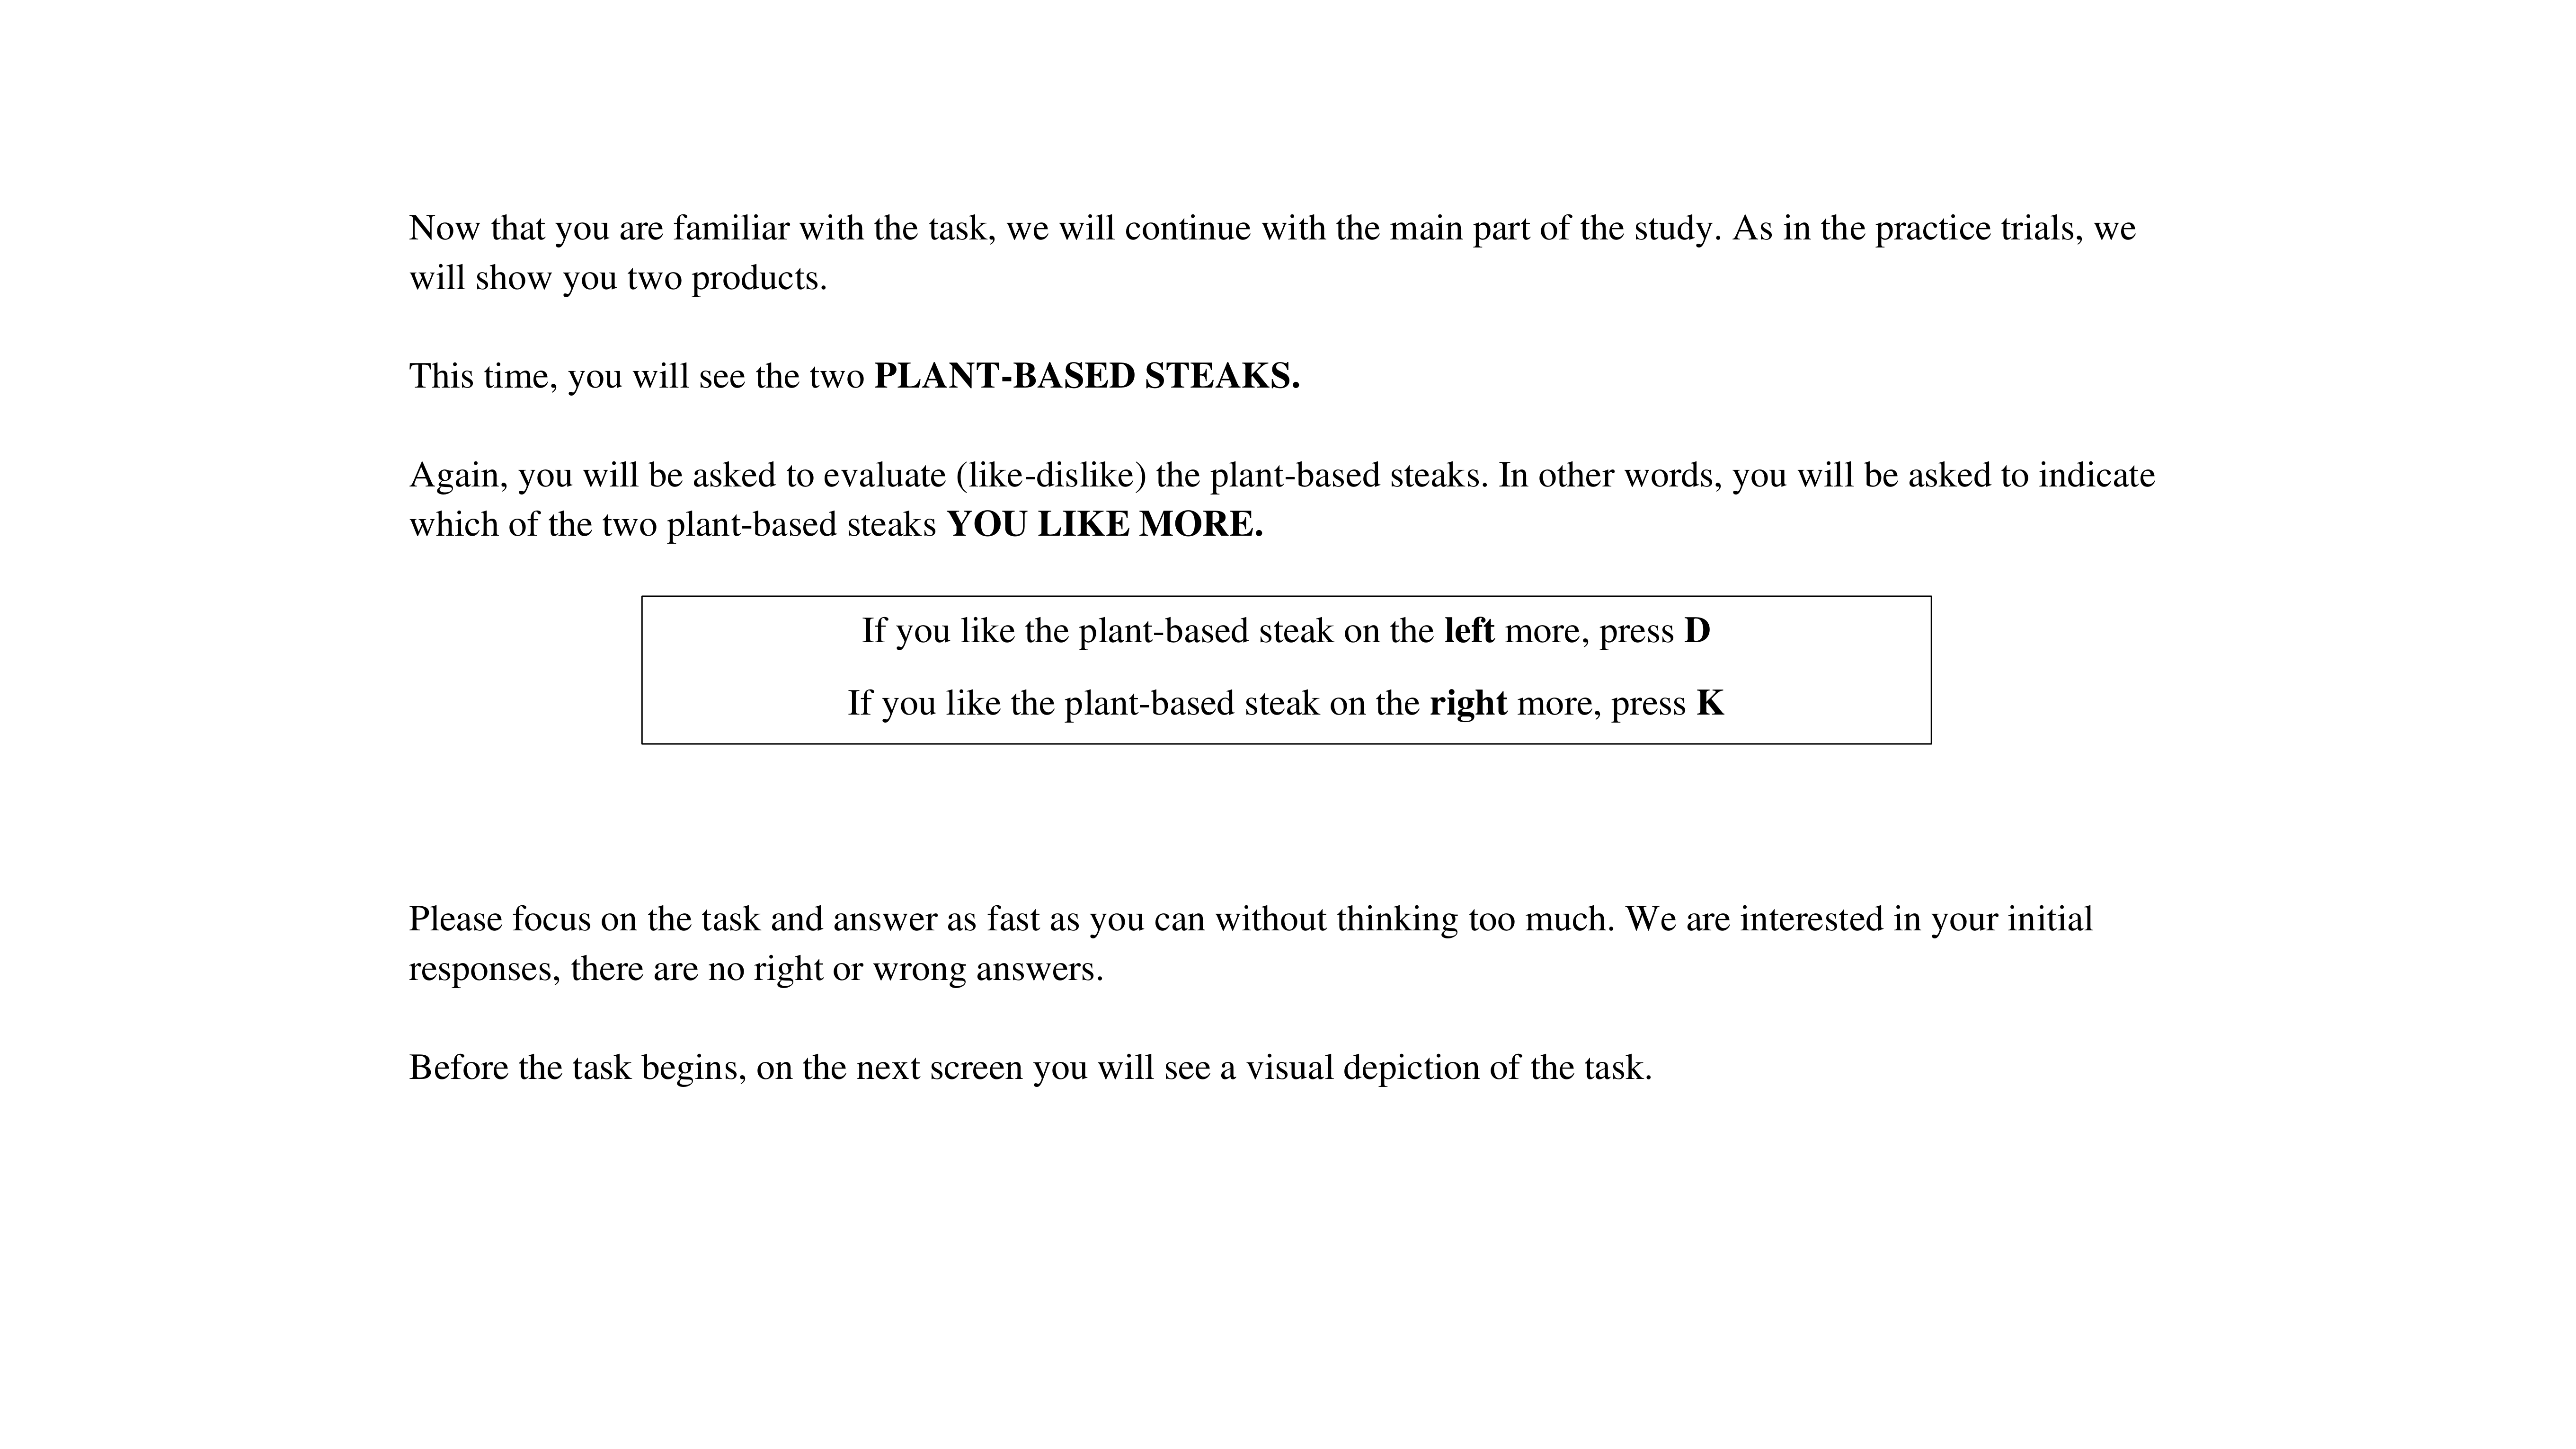 Now that you are familiar with the task, we will continue with the main part of the study. As in the practice trials, we
will show you two products.
This time, you will see the two PLANT-BASED STEAKS.
Again, you will be asked to evaluate (like-dislike) the plant-based steaks. In other words, you will be asked to indicate
which of the two plant-based steaks YOU LIKE MORE.
If you like the plant-based steak on the left more, press D
If you like the plant-based steak on the right more, press K
Please focus on the task and answer as fast as you can without thinking too much. We are interested in your initial
responses, there are no right or wrong answers.
Before the task begins, on the next screen you will see a visual depiction of the task.